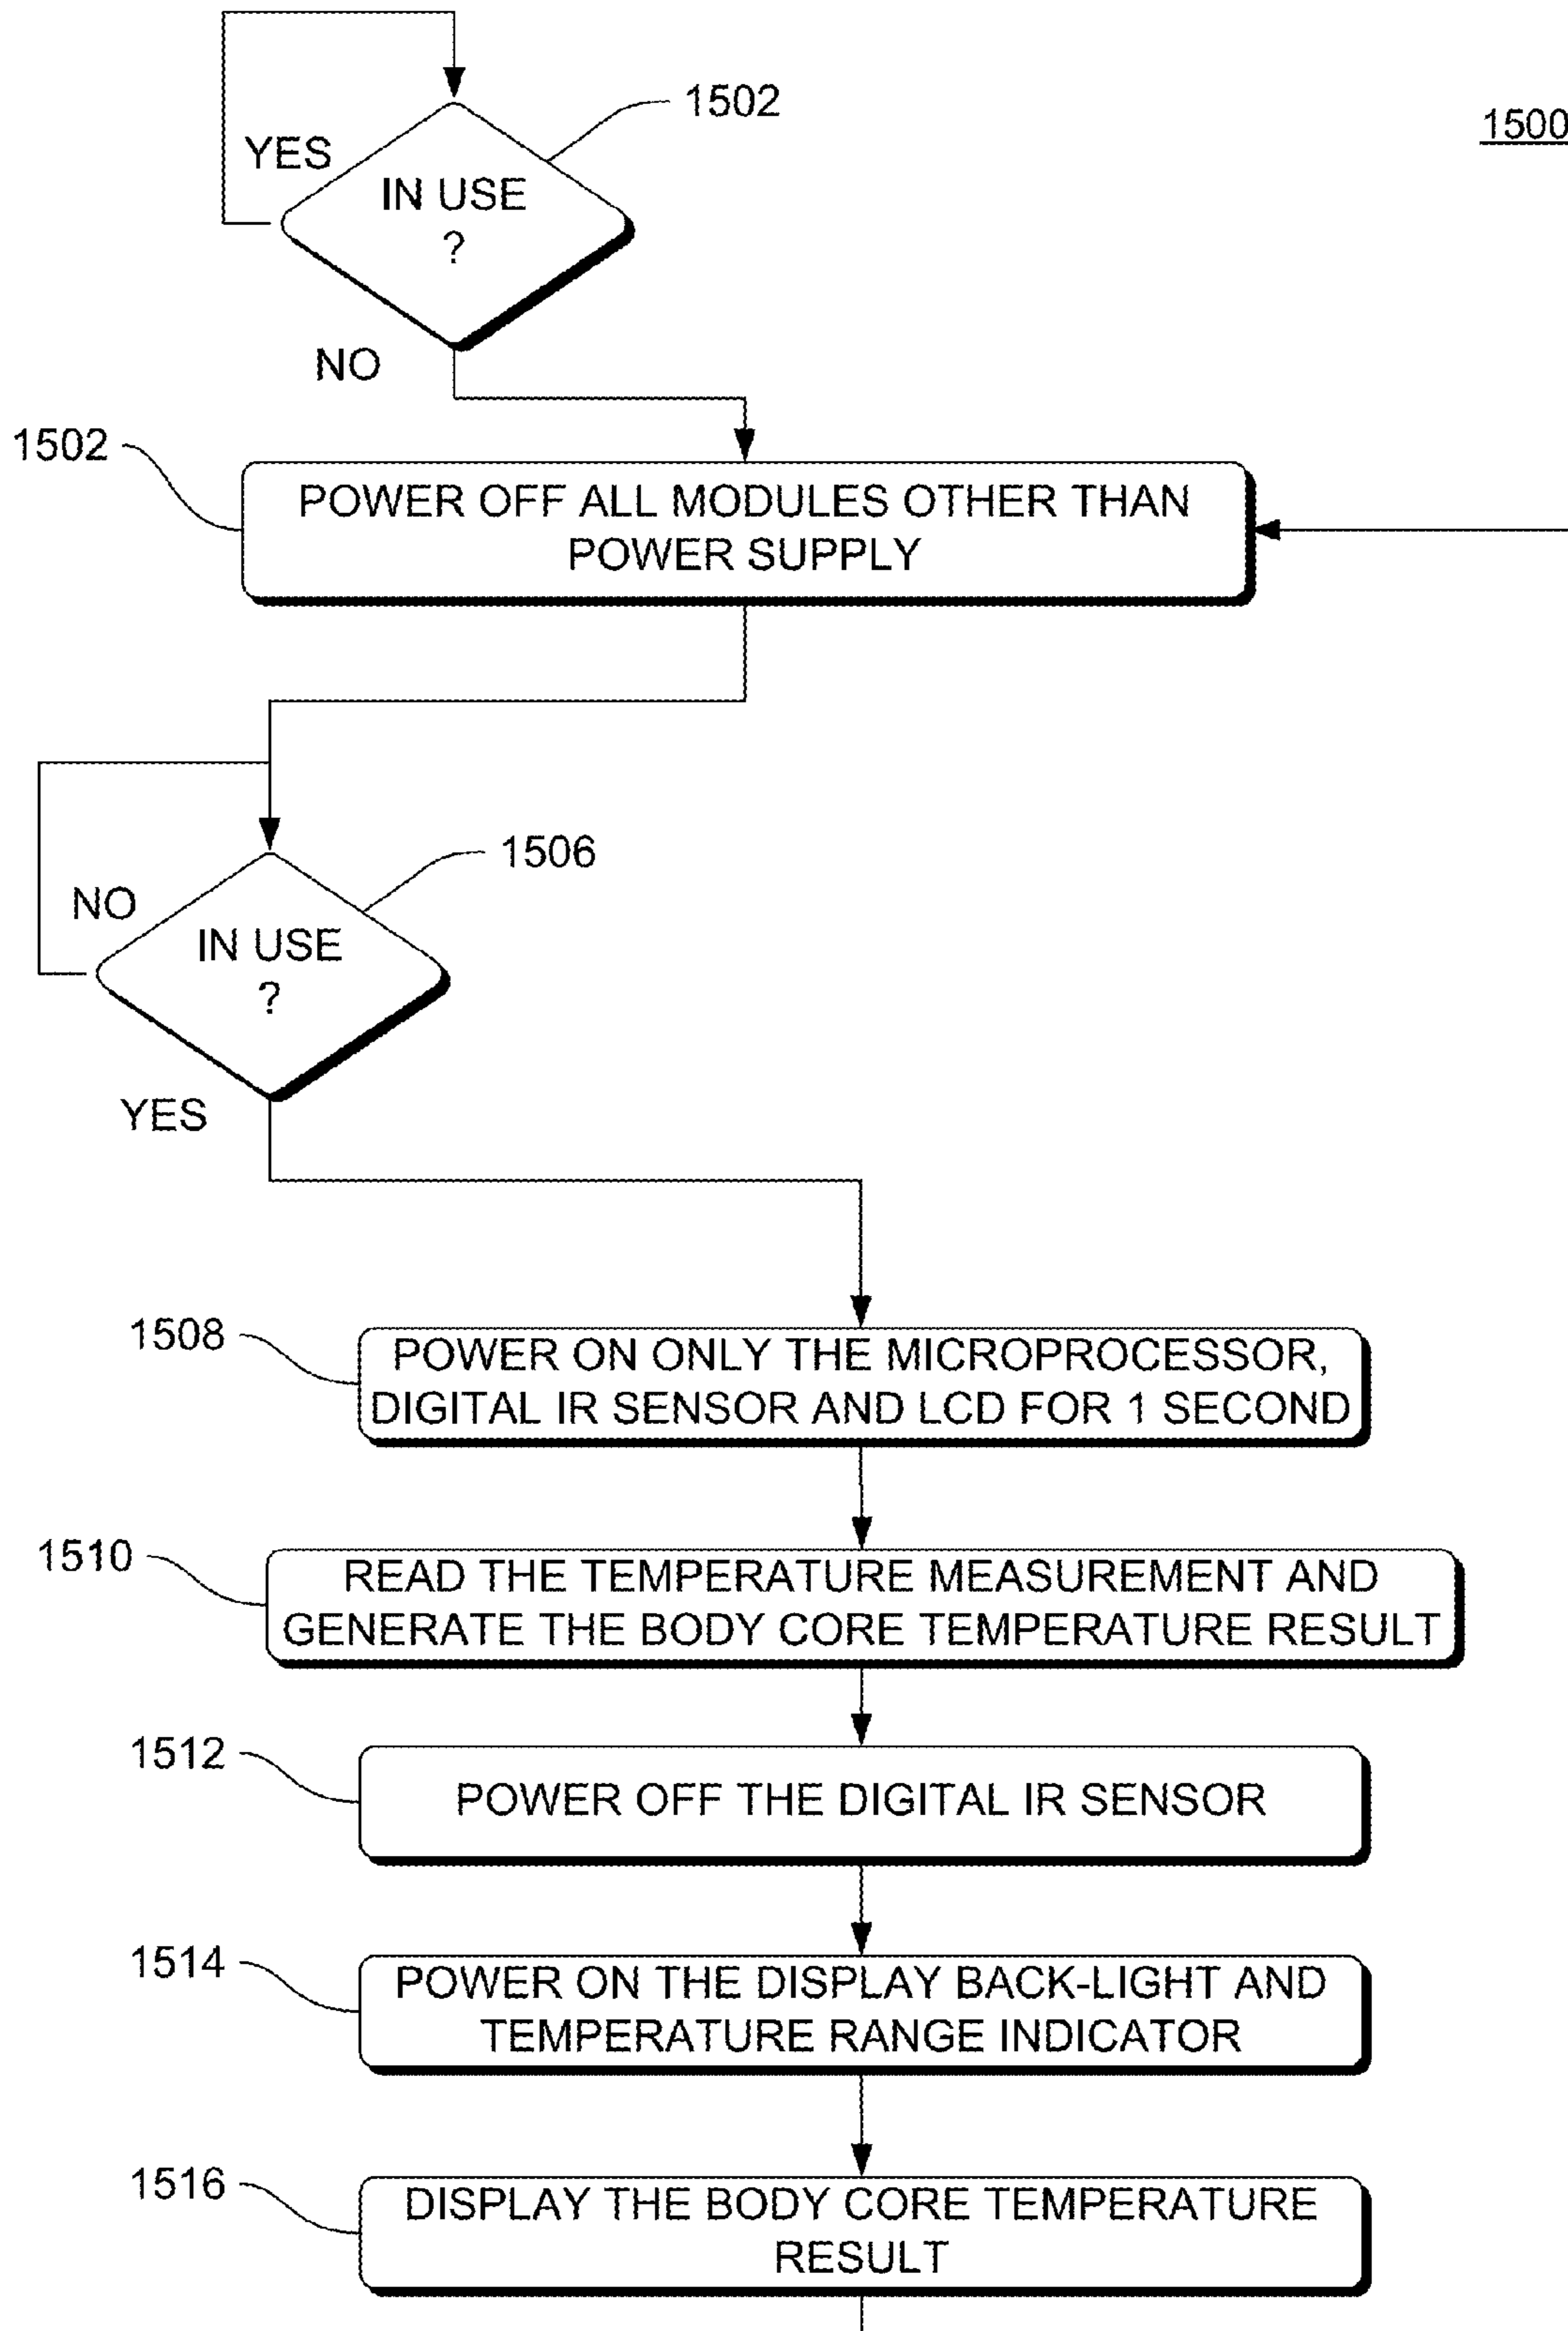 1502
1500
YES
IN USE
?
NO
1502
POWER OFF ALL MODULES OTHER THAN
POWER SUPPLY
1506
NO
IN USE
?
YES
1508
POWER ON ONLY THE MICROPROCESSOR,
DIGITAL IR SENSOR AND LCD FOR 1 SECOND
1510
READ THE TEMPERATURE MEASUREMENT AND
GENERATE THE BODY CORE TEMPERATURE RESULT
1512
POWER OFF THE DIGITAL IR SENSOR
1514
POWER ON THE DISPLAY BACK-LIGHT AND
TEMPERATURE RANGE INDICATOR
1516
DISPLAY THE BODY CORE TEMPERATURE
RESULT